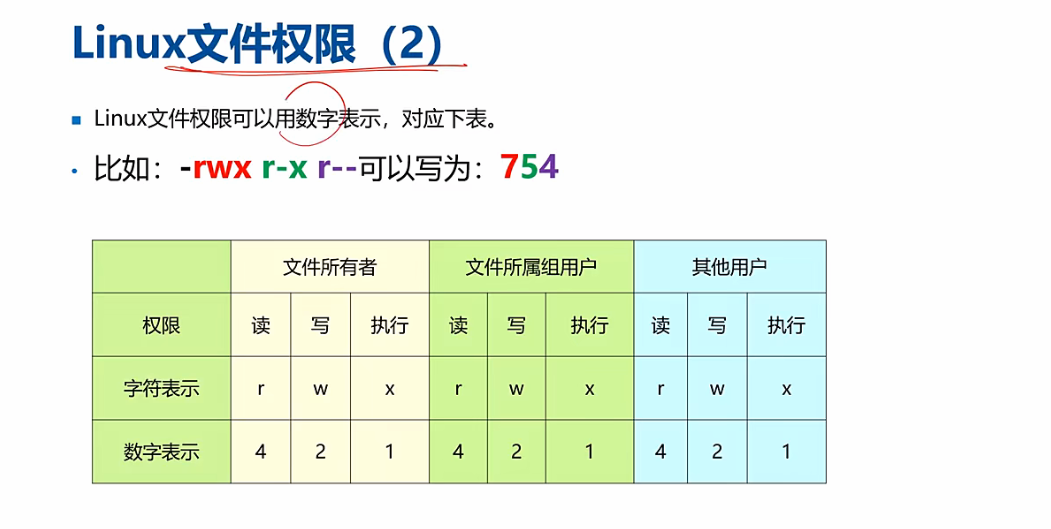 Linux文件权限（2）
Linux文件权限可以用数字表示，对应下表。
比如：-rwx r-x r--可以写为：754
文件所有者 文件所属组用户 其他用户
权限 读 写 执行 读 写 执行 读 写 执行
字符表示 r w x r w x r w x
数字表示 4 2 1 4 2 1 4 2 1